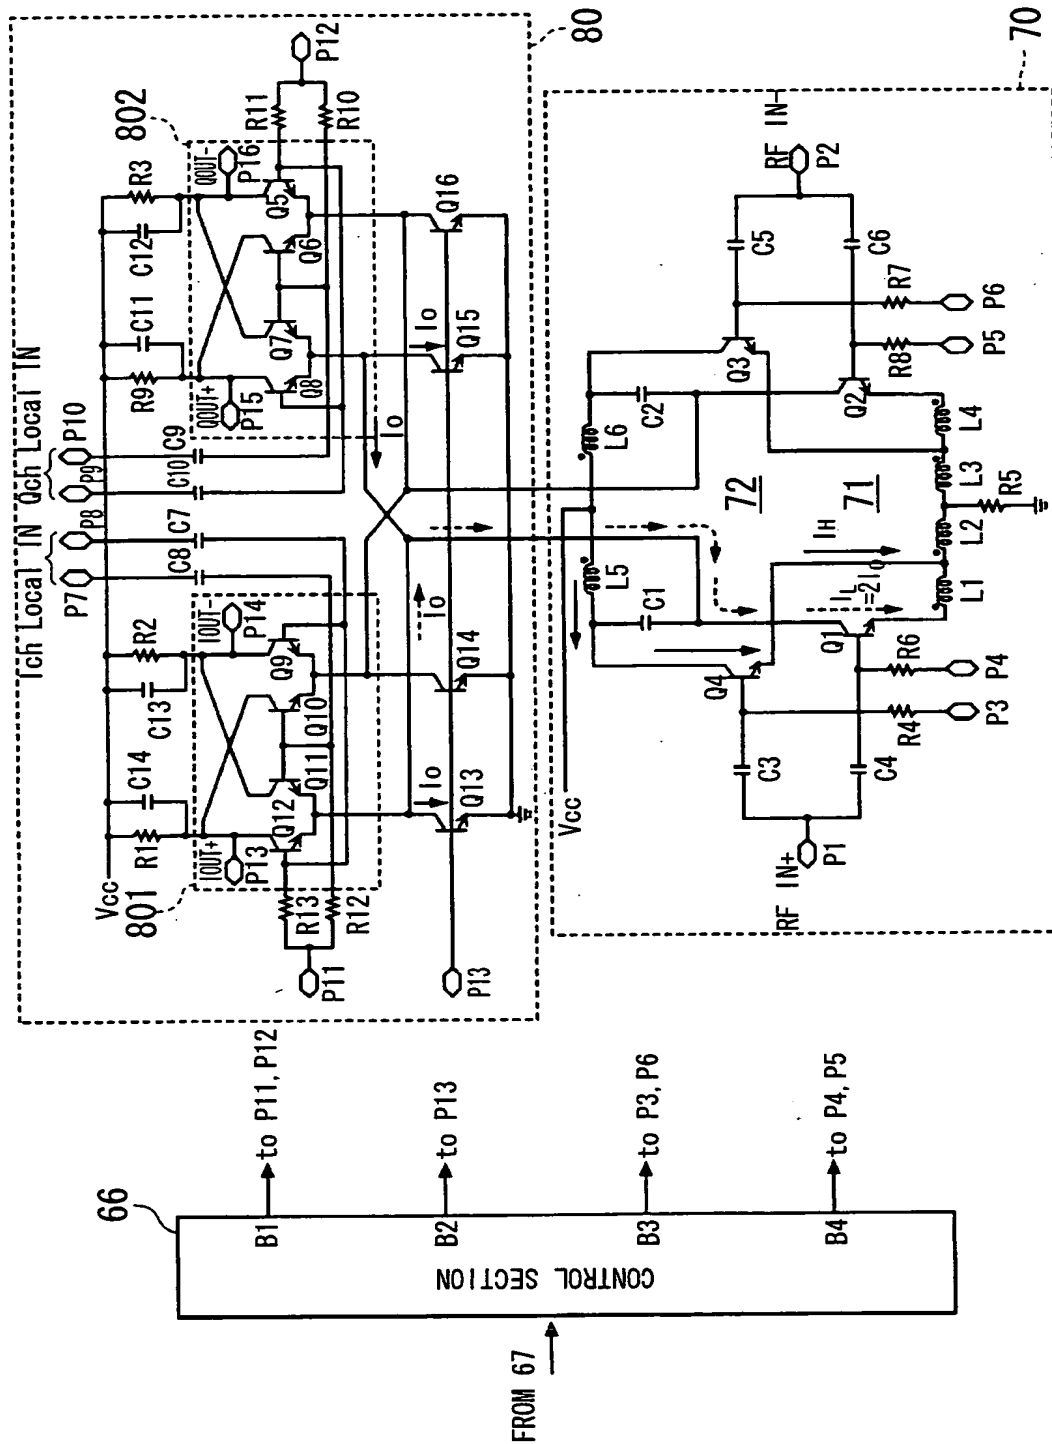 Ich Local IN
Qch Local IN
P7
P8
P9
P10
C8
C7
C10
C9
Vcc
R1
C14
C13
R2
R9
C11
C12
R3
801
802
IOUT+
P13
IOUT-
P14
QOUT+
P15
QOUT-
P16
Q12
Q11
Q10
Q9
Q8
Q7
Q6
Q5
R13
R12
R11
R10
P11
P12
Io
Io
Io
Io
P13
Q13
Q14
Q15
Q16
80
Vcc
L5
L6
C1
C2
72
71
Q4
Q1
Q3
Q2
IL
=2Io
IH
C3
C4
C5
C6
RF IN+
P1
RF IN-
P2
R4
R6
R8
R7
P3
P4
P5
P6
L1
L2
L3
L4
R5
70
66
CONTROL SECTION
FROM 67
B1
to P11, P12
B2
to P13
B3
to P3, P6
B4
to P4, P5